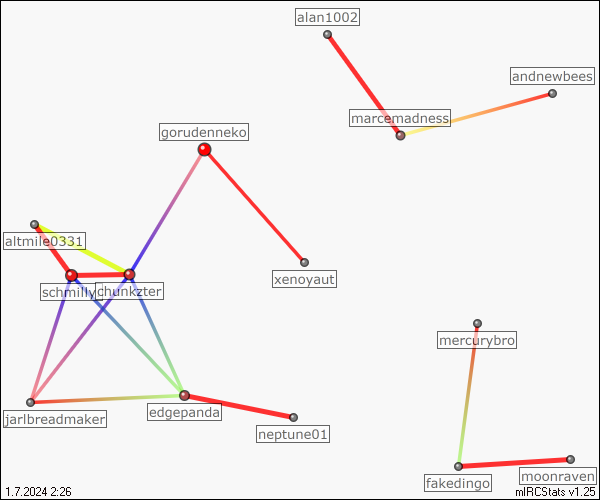 alan1002
andnewbees
marcemadness
gorudenneko
altmile0331
xenoyaut
chunkzter
mercurybro
jarlbreadmaker
edgepanda
neptune01
fakedingo
moonraven
1.7.2024 2:26
mIRCStats v1.25